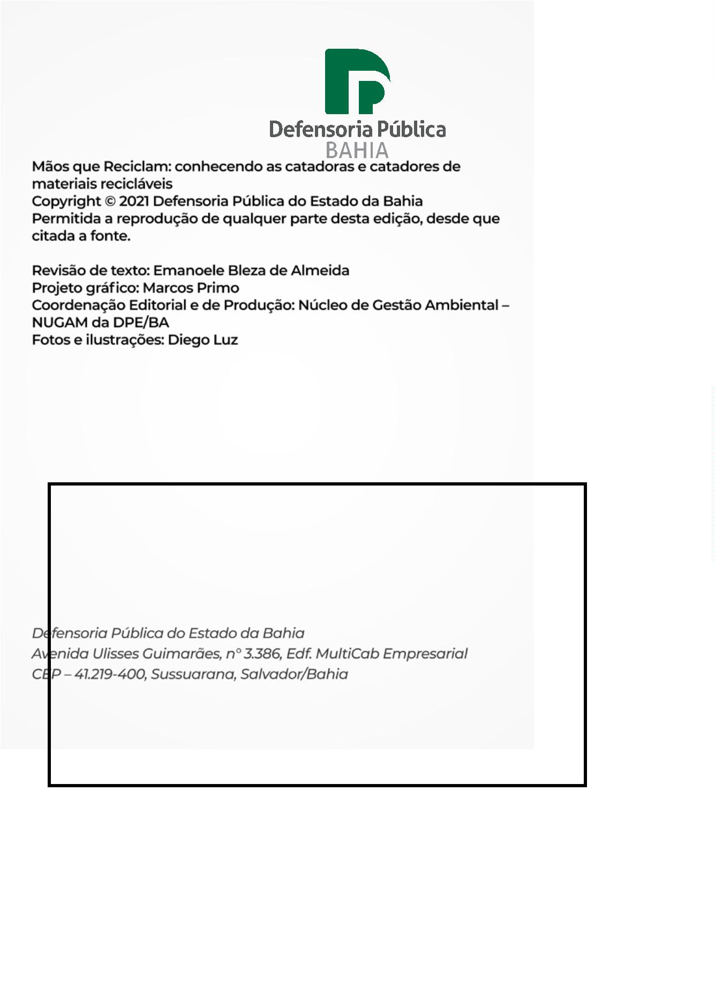 Defensoria Pública
BAHIA
Mãos que Reciclam: conhecendo as catadoras e catadores de
materiais recicláveis
Copyright © 2021 Defensoria Pública do Estado da Bahia
Permitida a reprodução de qualquer parte desta edição, desde que
citada a fonte.
Revisão de texto: Emanoele Bleza de Almeida
Projeto gráfico: Marcos Primo
Coordenação Editorial e de Produção: Núcleo de Gestão Ambiental –
NUGAM da DPE/BA
Fotos e ilustrações: Diego Luz
Defensoria Pública do Estado da Bahia
Avenida Ulisses Guimarães, n° 3.386, Edf. MultiCab Empresarial
CEP – 41.219-400, Sussuarana, Salvador/Bahia